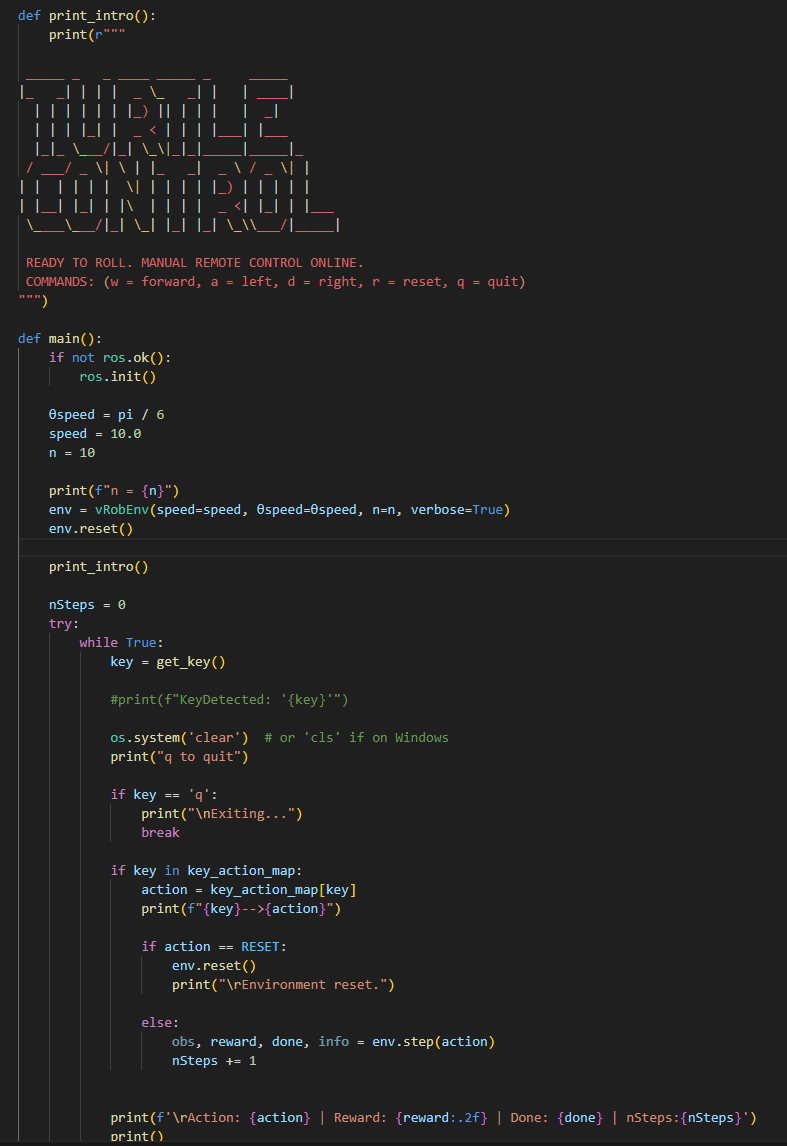 def print_intro():
    print(r"""

 _____ _   _ ____ _____ _     _____
|_   _| | | |  _ \_   _| |   | ____|
  | | | | | | |_) || | | |   |  _|
  | | | |_| |  _ < | | | |___| |___
  |_|_ \___/|_| \_\|_|_|_____|_____|_
 / ___/ _ \| \ | |_   _|  _ \ / _ \| |
| |  | | | |  \| | | | | |_) | | | | |
| |__| |_| | |\  | | | |  _ <| |_| | |___
 \____\___/|_| \_| |_| |_| \_\\___/|_____|

 READY TO ROLL. MANUAL REMOTE CONTROL ONLINE.
 COMMANDS: (w = forward, a = left, d = right, r = reset, q = quit)
""")

def main():
    if not ros.ok():
        ros.init()

    θspeed = pi / 6
    speed = 10.0
    n = 10

    print(f"n = {n}")
    env = vRobEnv(speed=speed, θspeed=θspeed, n=n, verbose=True)
    env.reset()

    print_intro()

    nSteps = 0
    try:
        while True:
            key = get_key()

            #print(f"KeyDetected: '{key}'")

            os.system('clear')  # or 'cls' if on Windows
            print("q to quit")

            if key == 'q':
                print("\nExiting...")
                break

            if key in key_action_map:
                action = key_action_map[key]
                print(f"{key}-->{action}")

                if action == RESET:
                    env.reset()
                    print("\rEnvironment reset.")

                else:
                    obs, reward, done, info = env.step(action)
                    nSteps += 1


            print(f'\rAction: {action} | Reward: {reward:.2f} | Done: {done} | nSteps:{nSteps}')
            print()